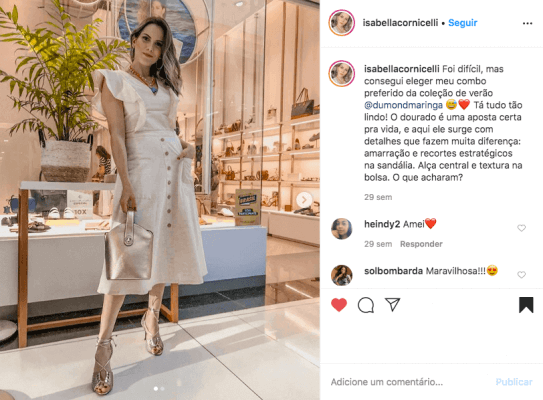 isabellacornicelli • Seguir
isabellacornicelli Foi difícil, mas
consegui eleger meu combo
preferido da coleção de verão
@dumondmaringa 😅❤️ Tá tudo tão
lindo! O dourado é uma aposta certa
pra vida, e aqui ele surge com
detalhes que fazem muita diferença:
amarração e recortes estratégicos
na sandália. Alça central e textura na
bolsa. O que acharam?
29 sem
heindy2 Amei❤️
29 sem Responder
solbombarda Maravilhosa!!!😍
Adicione um comentário...
Publicar
10X